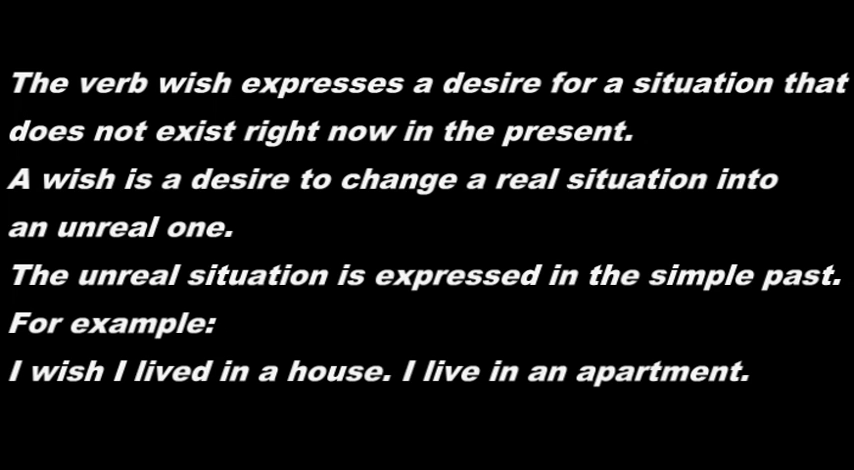 The verb wish expresses a desire for a situation that
does not exist right now in the present.
A wish is a desire to change a real situation into
an unreal one.
The unreal situation is expressed in the simple past.
For example:
I wish I lived in a house. I live in an apartment.